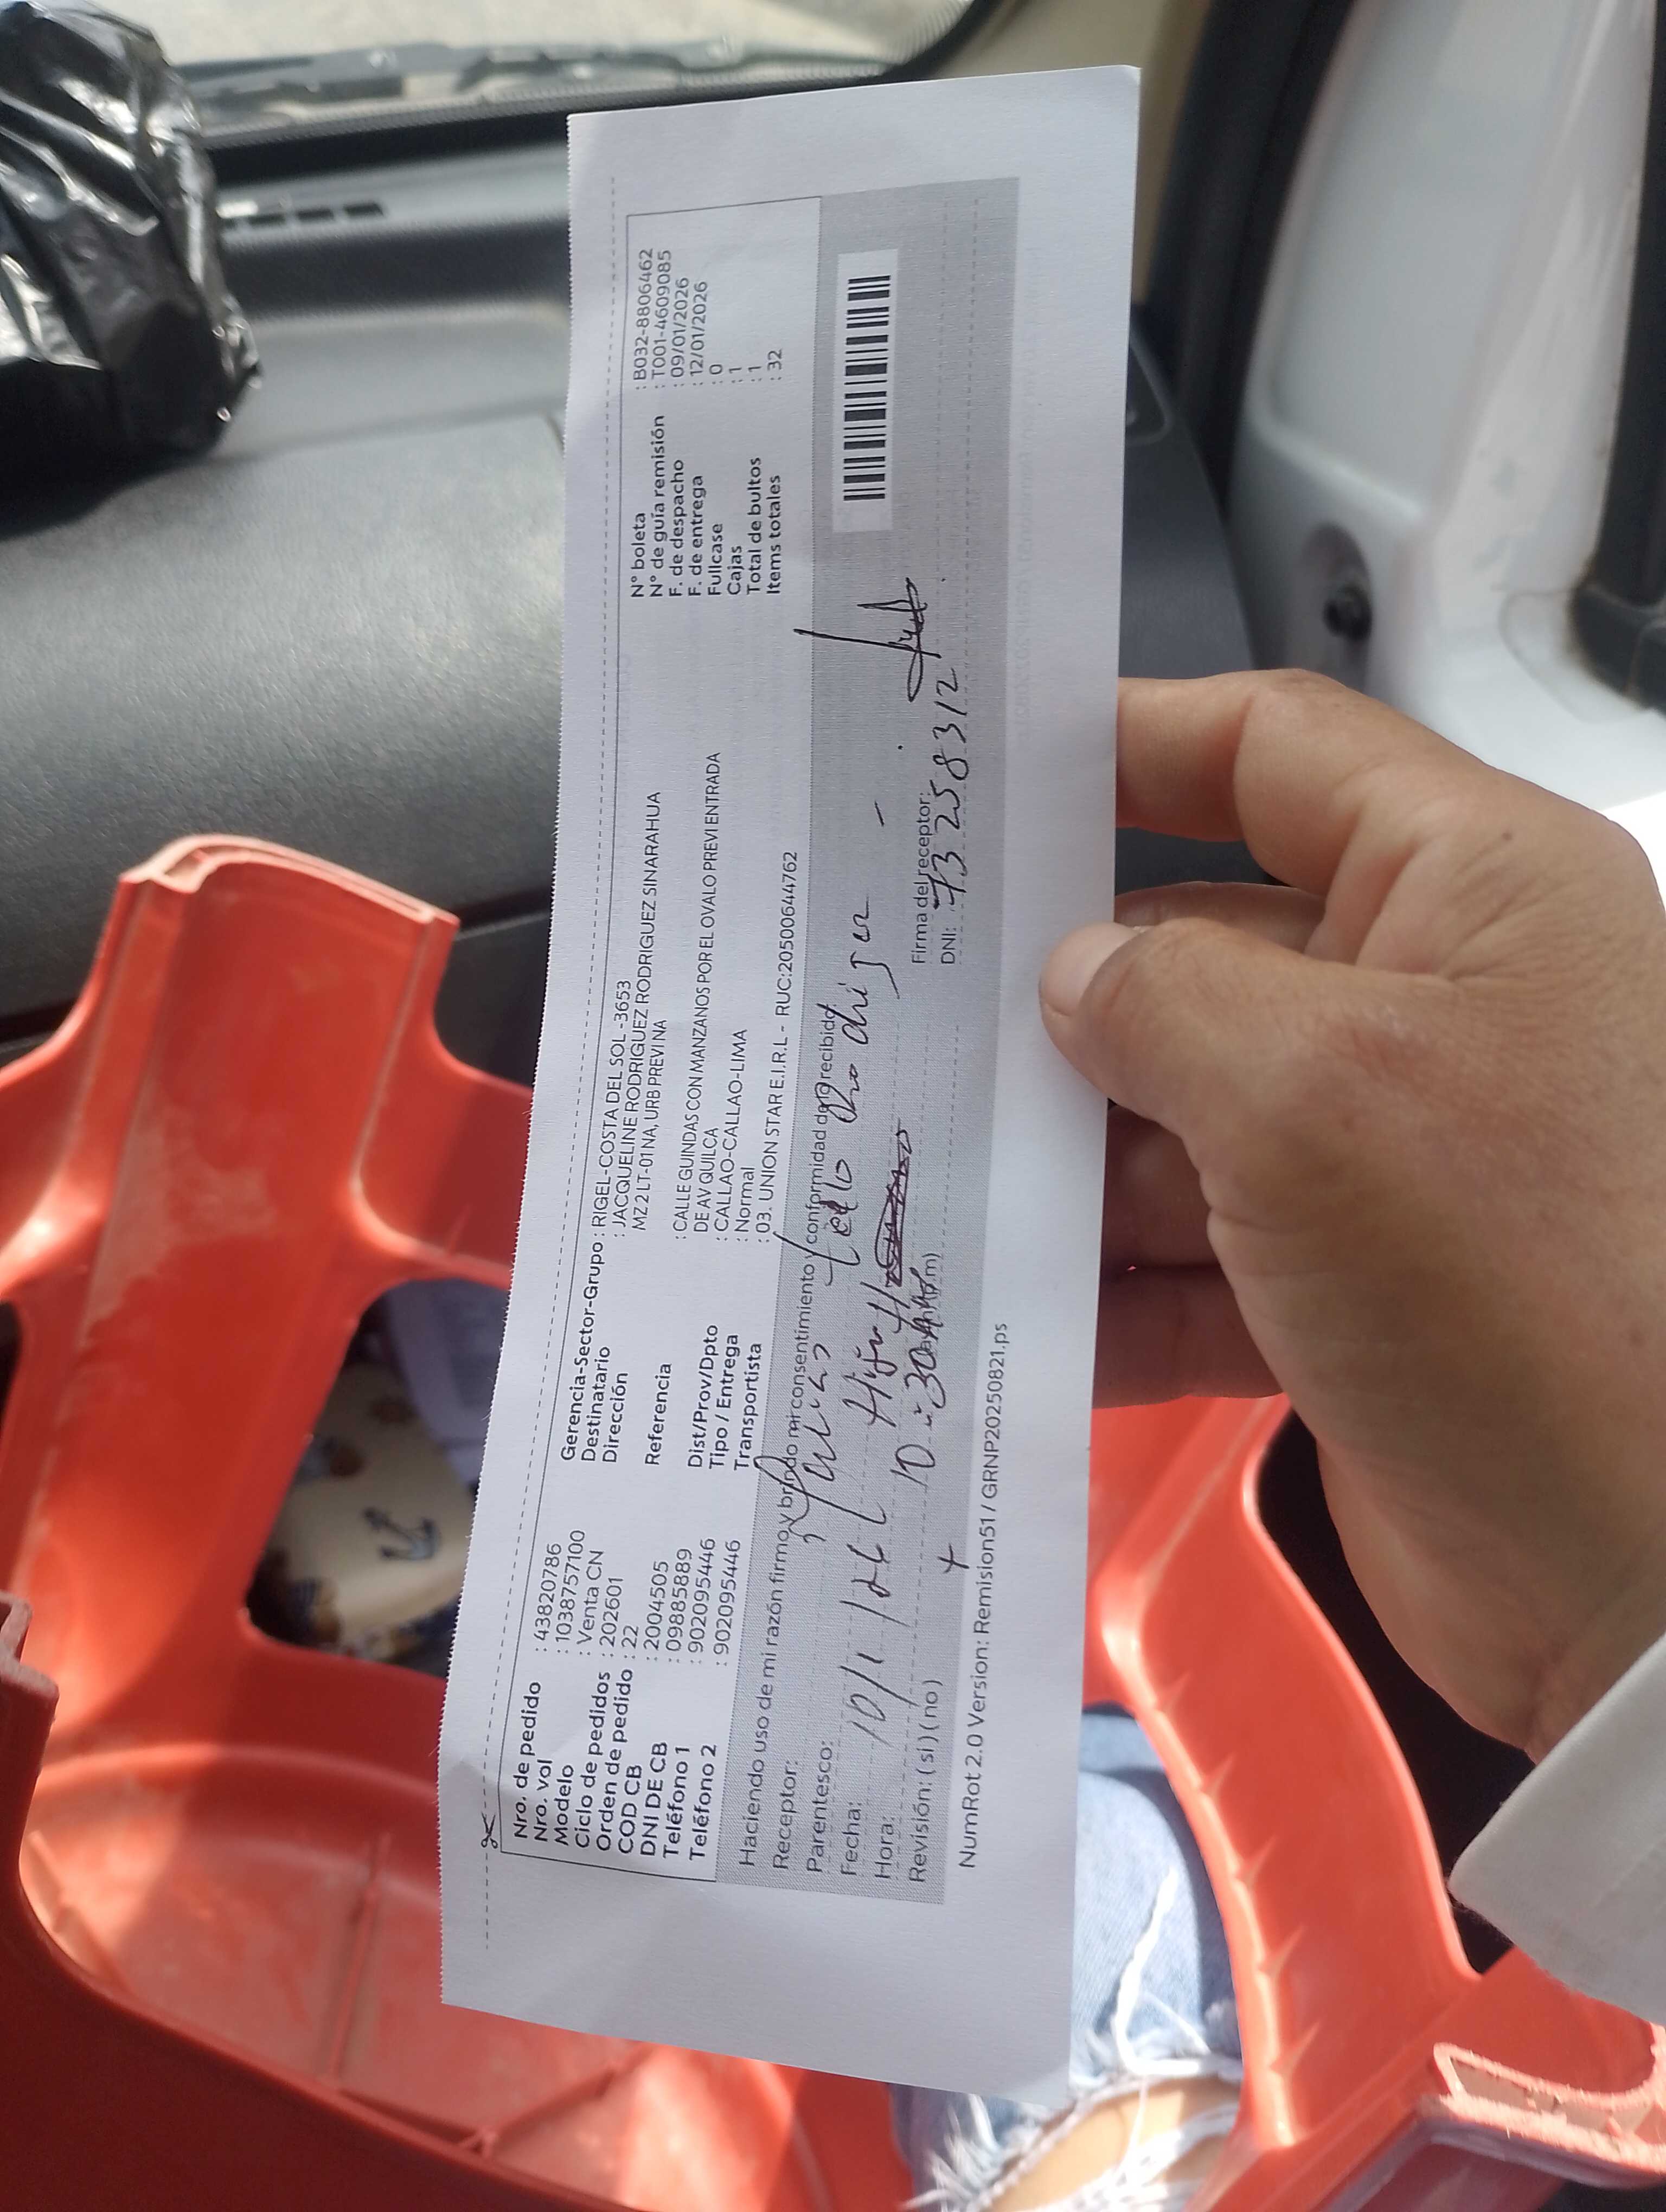 Nro. de pedido : 43820786
Nro. vol : 1038757100
Modelo : Venta CN
Ciclo de pedidos : 202601
Orden de pedido : 22
COD CB : 2004505
DNI DE CB : 09885889
Teléfono 1 : 902095446
Teléfono 2 : 902095446
Gerencia-Sector-Grupo : RIGEL-COSTA DEL SOL -3653
Destinatario : JACQUELINE RODRIGUEZ RODRIGUEZ SINARAHUA
Dirección MZ 2 LT-01 NA, URB PREVI NA
Referencia : CALLE GUINDAS CON MANZANOS POR EL OVALO PREVI ENTRADA
DE AV QUILCA
Dist/Prov/Dpto : CALLAO-CALLAO-LIMA
Tipo / Entrega : Normal
Transportista : 03. UNION STAR E.I.R.L - RUC:20500644762
N° boleta : B032-8806462
N° de guía remisión : T001-4609085
F. de despacho : 09/01/2026
F. de entrega : 12/01/2026
Fullcase : 0
Cajas : 1
Total de bultos : 1
Items totales : 32
Haciendo uso de mi razón firmo y brindo mi consentimiento y conformidad de lo recibido
Receptor: Tello
Parentesco:
Fecha: 10/1/26
Hora: 10:30
Revisión: ( si ) ( no )
Firma del receptor:
DNI: 73258312
NumRot 2.0 Version: Remision51 / GRNP20250821.ps